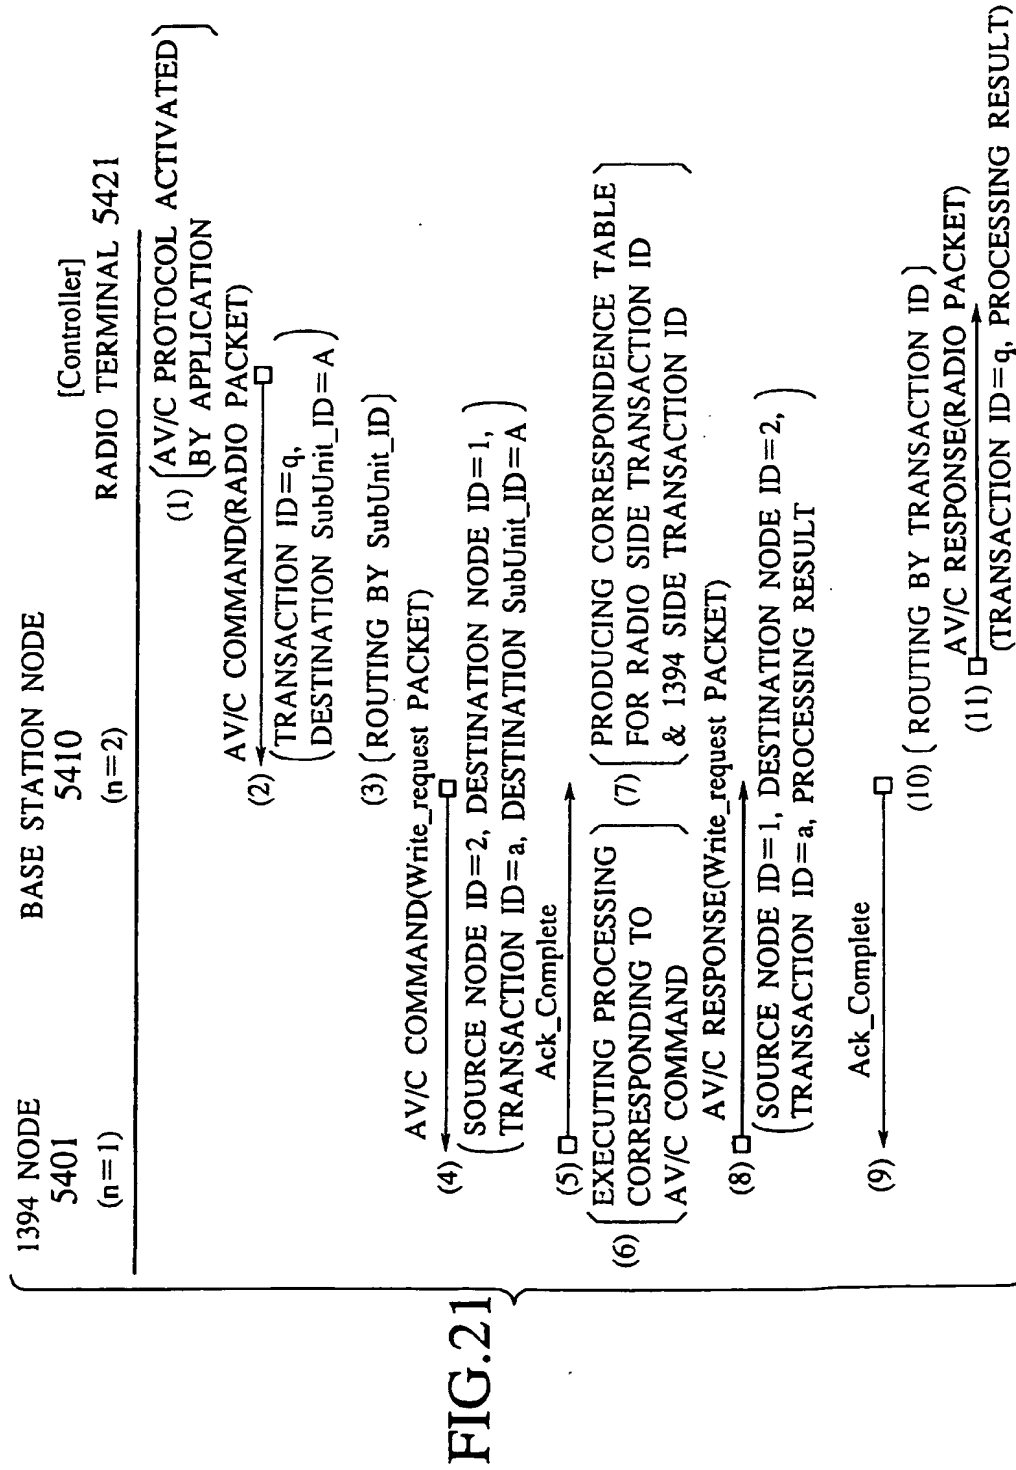 FIG.21
1394 NODE
5401
(n=1)
BASE STATION NODE
5410
(n=2)
[Controller]
RADIO TERMINAL 5421
(1) (AV/C PROTOCOL ACTIVATED
BY APPLICATION)
AV/C COMMAND(RADIO PACKET)
(2)
(TRANSACTION ID=q,
DESTINATION SubUnit_ID=A)
(3) (ROUTING BY SubUnit_ID)
AV/C COMMAND(Write_request PACKET)
(4)
(SOURCE NODE ID=2, DESTINATION NODE ID=1,
TRANSACTION ID=a, DESTINATION SubUnit_ID=A)
Ack_Complete
(5)
(6) (EXECUTING PROCESSING
CORRESPONDING TO
AV/C COMMAND)
(7) (PRODUCING CORRESPONDENCE TABLE
FOR RADIO SIDE TRANSACTION ID
& 1394 SIDE TRANSACTION ID)
AV/C RESPONSE(Write_request PACKET)
(8)
(SOURCE NODE ID=1, DESTINATION NODE ID=2,
TRANSACTION ID=a, PROCESSING RESULT)
Ack_Complete
(9)
(10) (ROUTING BY TRANSACTION ID)
AV/C RESPONSE(RADIO PACKET)
(11)
(TRANSACTION ID=q, PROCESSING RESULT)